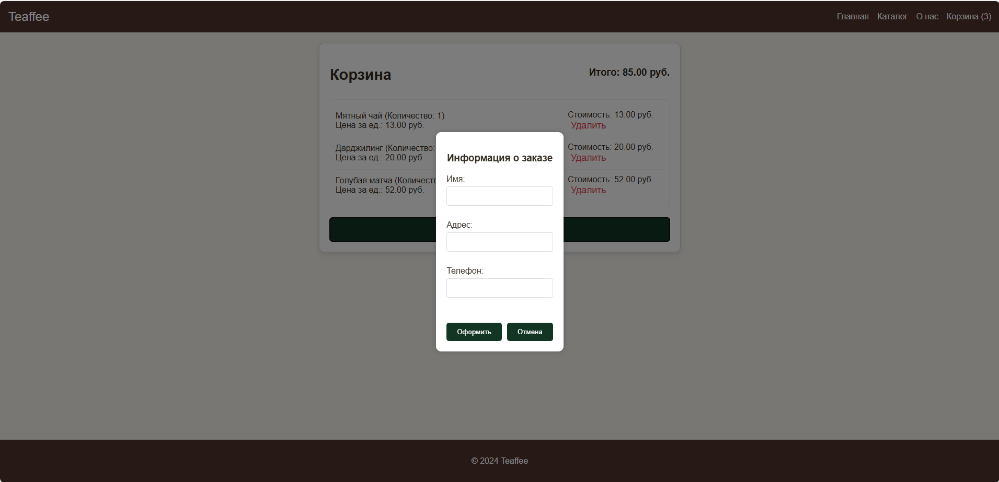 Teaffee
Главная Каталог О нас Корзина (3)
Корзина
Итого: 85.00 руб.
Мятный чай (Количество: 1)
Цена за ед.: 13.00 руб.
Стоимость: 13.00 руб.
Удалить
Дарджилинг (Количество:
Цена за ед.: 20.00 руб.
Стоимость: 20.00 руб.
Удалить
Голубая матча (Количеств
Цена за ед.: 52.00 руб.
Стоимость: 52.00 руб.
Удалить
Информация о заказе
Имя:
Адрес:
Телефон:
Оформить
Отмена
© 2024 Teaffee